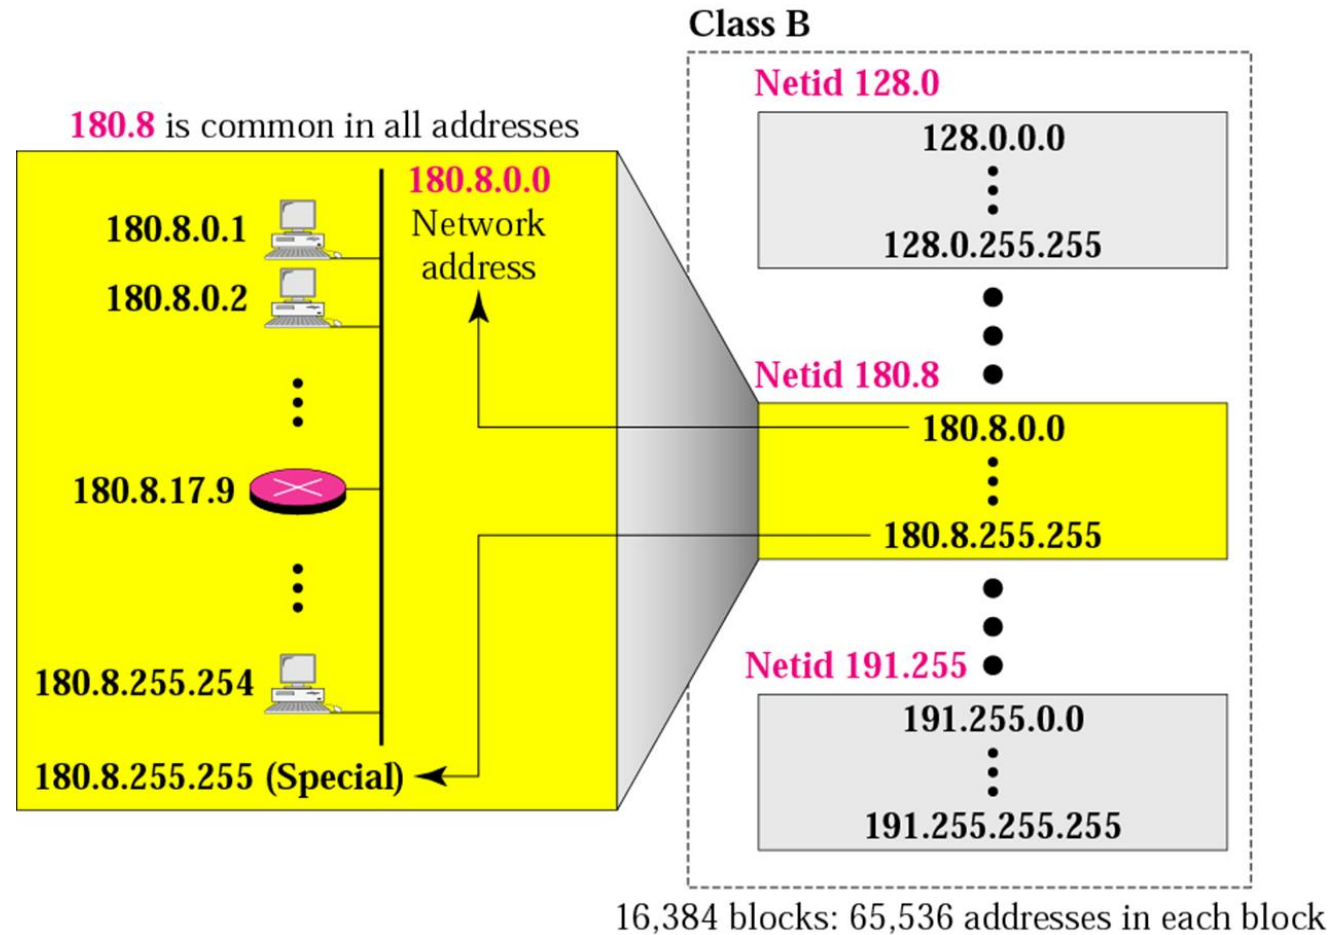 Class B
Netid 128.0
128.0.0.0
128.0.255.255
Netid 180.8
180.8.0.0
180.8.255.255
Netid 191.255
191.255.0.0
191.255.255.255
16,384 blocks: 65,536 addresses in each block
180.8 is common in all addresses
180.8.0.0
Network
address
180.8.0.1
180.8.0.2
180.8.17.9
180.8.255.254
180.8.255.255 (Special)